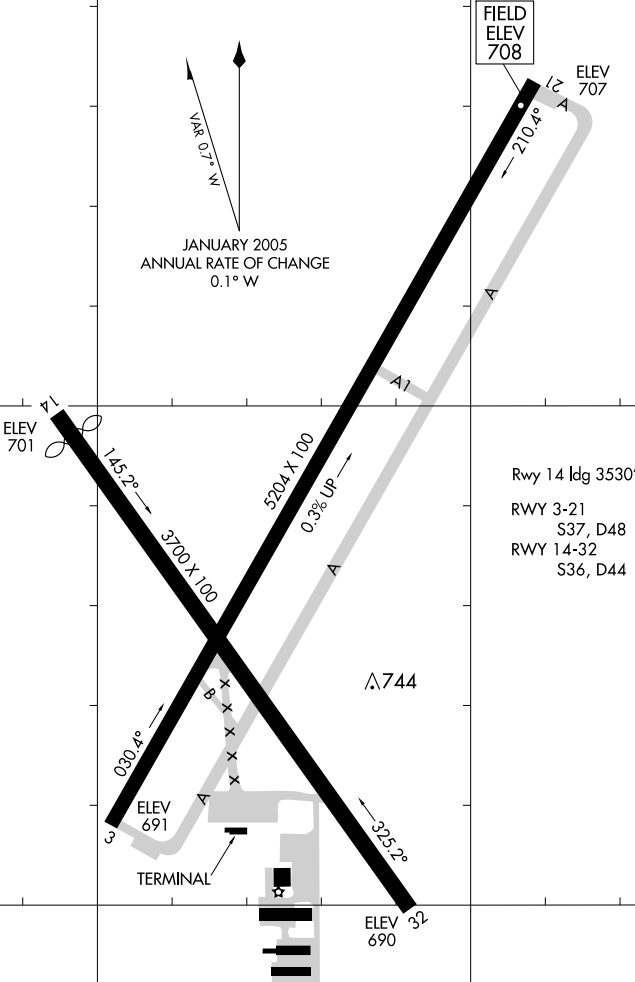 FIELD
ELEV
708
21
ELEV
707
A
210.4°
VAR 0.7° W
JANUARY 2005
ANNUAL RATE OF CHANGE
0.1° W
A
A1
14
ELEV
701
145.2°
5204 X 100
0.3% UP
Rwy 14 ldg 3530'
RWY 3-21
S37, D48
RWY 14-32
S36, D44
3700 X 100
A
744
B
X
X
X
X
X
030.4°
A
ELEV
691
3
325.2°
TERMINAL
ELEV
690
32